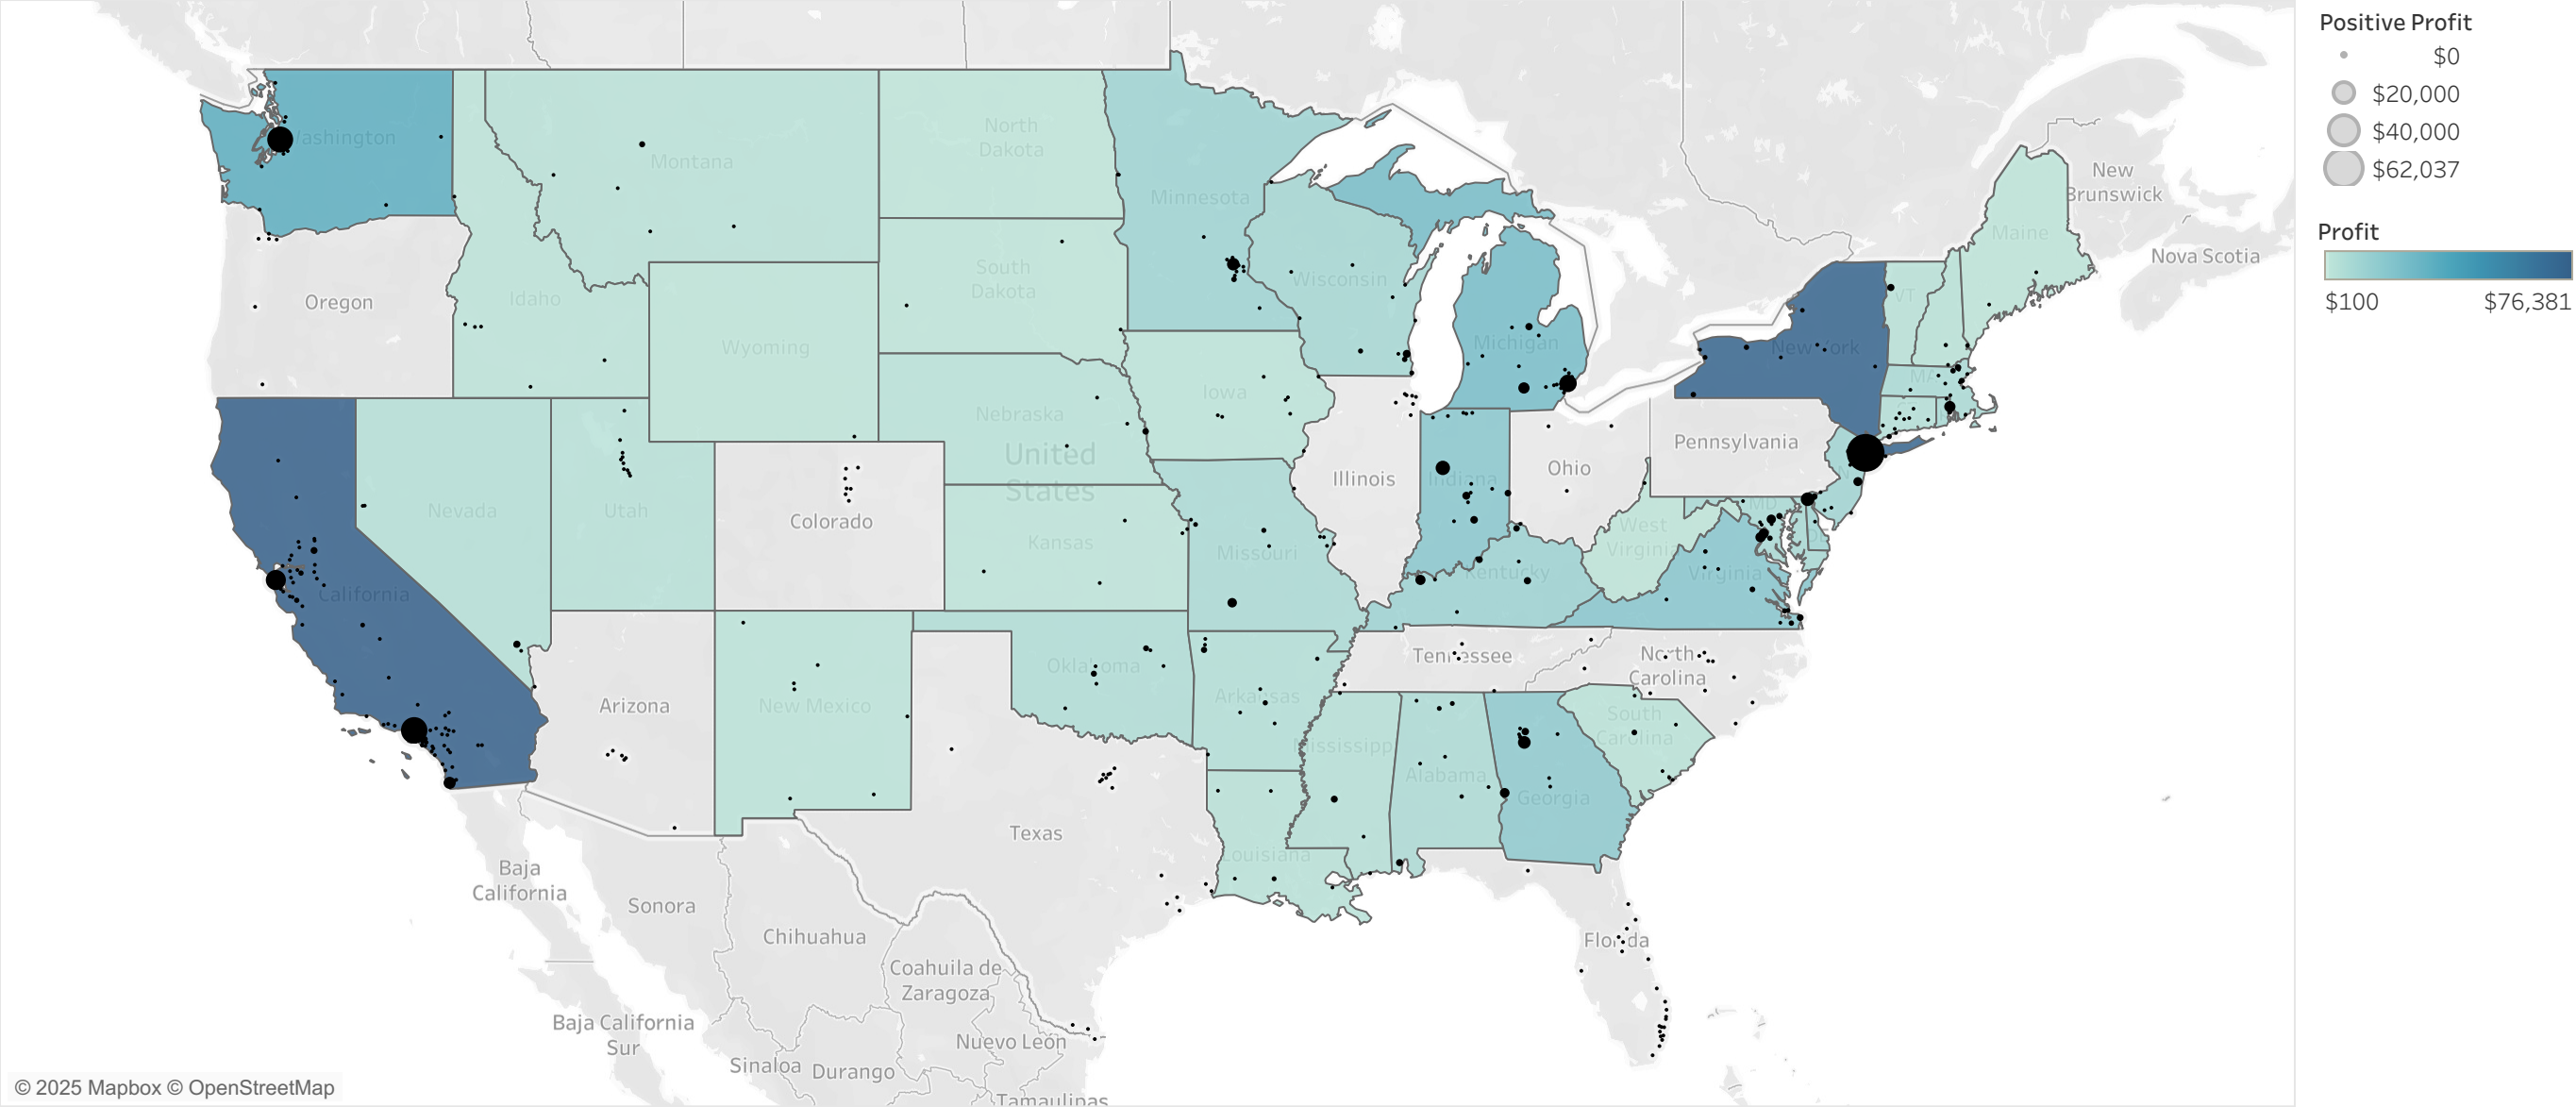 Positive Profit
$0
$20,000
$40,000
$62,037
Profit
$100
$76,381
Washington
Montana
North
Dakota
Minnesota
New
Brunswick
Maine
Nova Scotia
Oregon
Idaho
South
Dakota
Wisconsin
VT
Wyoming
Michigan
New York
Iowa
MA
Nebraska
United
States
Pennsylvania
Nevada
Utah
Colorado
Illinois
Indiana
Ohio
MD
Kansas
Missouri
West
Virginia
California
Kentucky
Virginia
DE
Oklahoma
Tennessee
North
Carolina
Arizona
New Mexico
Arkansas
South
Carolina
Mississipp
Alabama
Georgia
Texas
Louisiana
Baja
California
Sonora
Chihuahua
Florida
Coahuila de
Zaragoza
Baja California
Sur
Nuevo León
Sinaloa
Durango
Tamaulipas
© 2025 Mapbox © OpenStreetMap